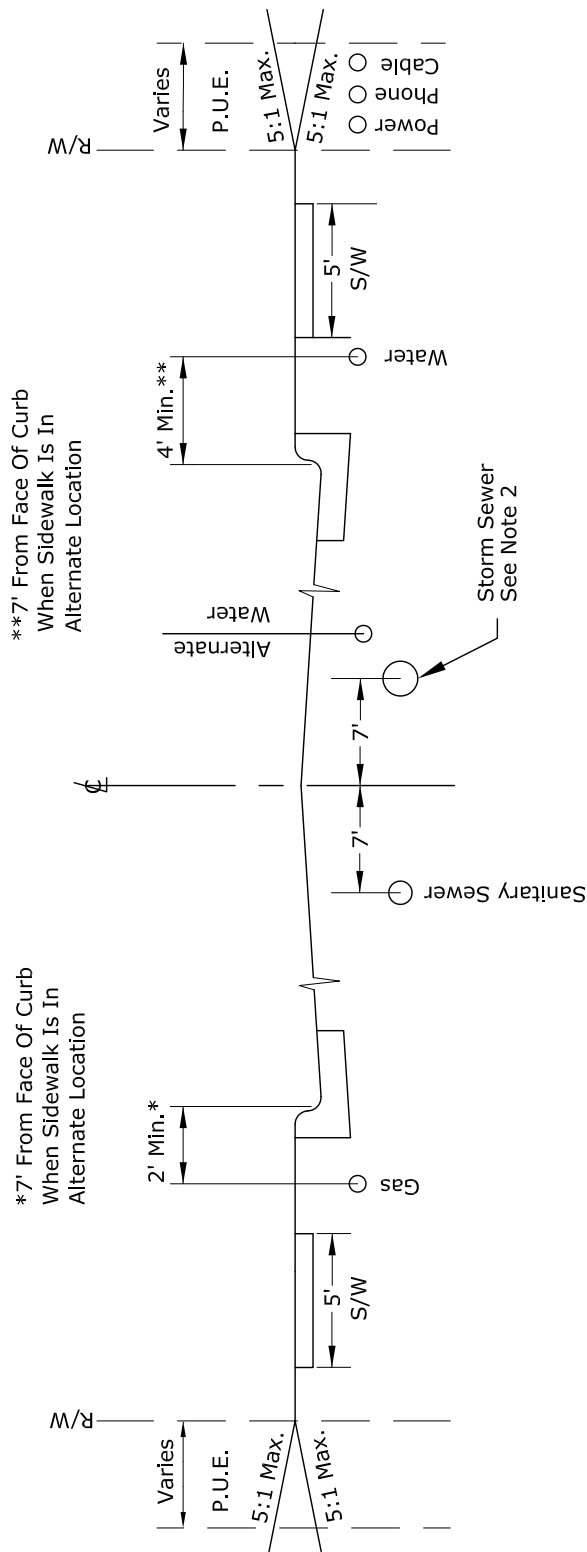 *7' From Face Of Curb
When Sidewalk Is In
Alternate Location
**7' From Face Of Curb
When Sidewalk Is In
Alternate Location
R/W
Varies
P.U.E.
5:1 Max.
5:1 Max.
5'
S/W
2' Min.*
Gas
Sanitary Sewer
7'
℄
7'
Alternate
Water
Storm Sewer
See Note 2
4' Min.**
Water
5'
S/W
R/W
Varies
P.U.E.
5:1 Max.
5:1 Max.
Power
Phone
Cable